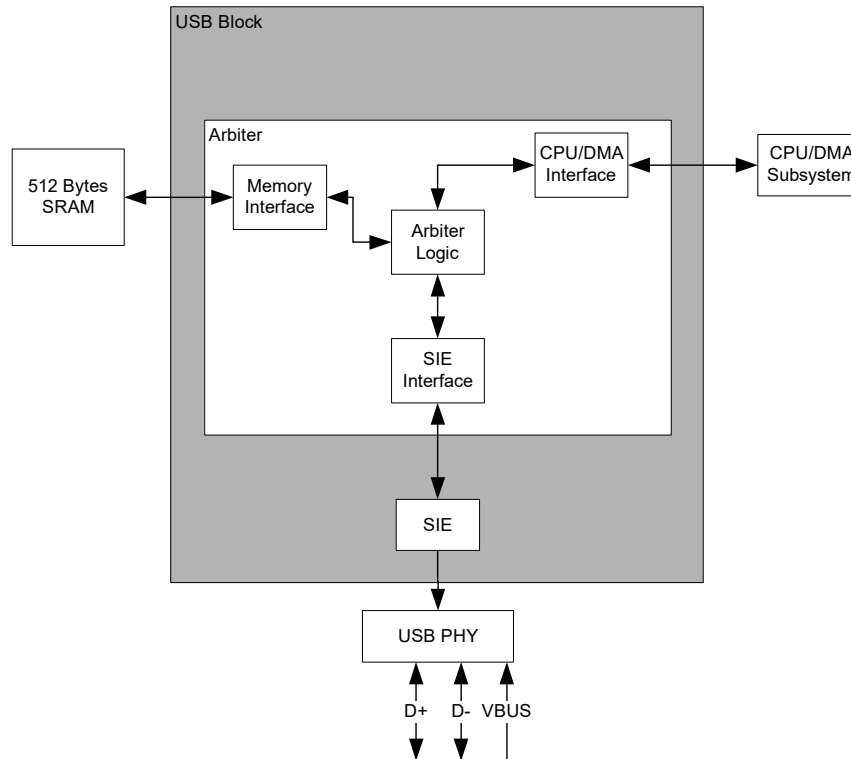 USB Block
Arbiter
512 Bytes
SRAM
Memory
Interface
CPU/DMA
Interface
CPU/DMA
Subsystem
Arbiter
Logic
SIE
Interface
SIE
USB PHY
D+
D-
VBUS